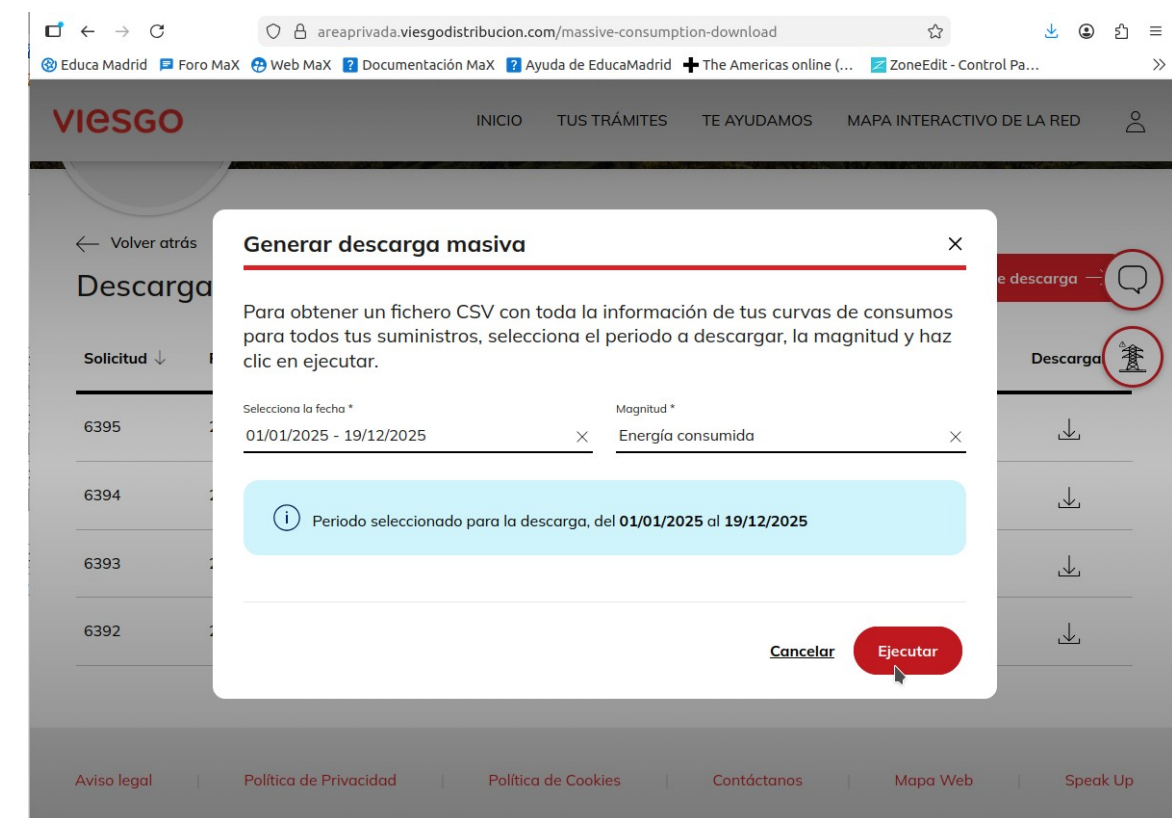 areaprivada.viesgodistribucion.com/massive-consumption-download
Educa Madrid Foro MaX Web MaX Documentación MaX Ayuda de EducaMadrid The Americas online (... ZoneEdit - Control Pa...
viesgo
INICIO TUS TRÁMITES TE AYUDAMOS MAPA INTERACTIVO DE LA RED
Volver atrás
Descarga
e descarga
Solicitud
Descarga
6395
6394
6393
6392
Generar descarga masiva
Para obtener un fichero CSV con toda la información de tus curvas de consumos
para todos tus suministros, selecciona el periodo a descargar, la magnitud y haz
clic en ejecutar.
Selecciona la fecha * Magnitud *
01/01/2025 - 19/12/2025 Energía consumida
Periodo seleccionado para la descarga, del 01/01/2025 al 19/12/2025
Cancelar Ejecutar
Aviso legal | Política de Privacidad | Política de Cookies | Contáctanos | Mapa Web | Speak Up